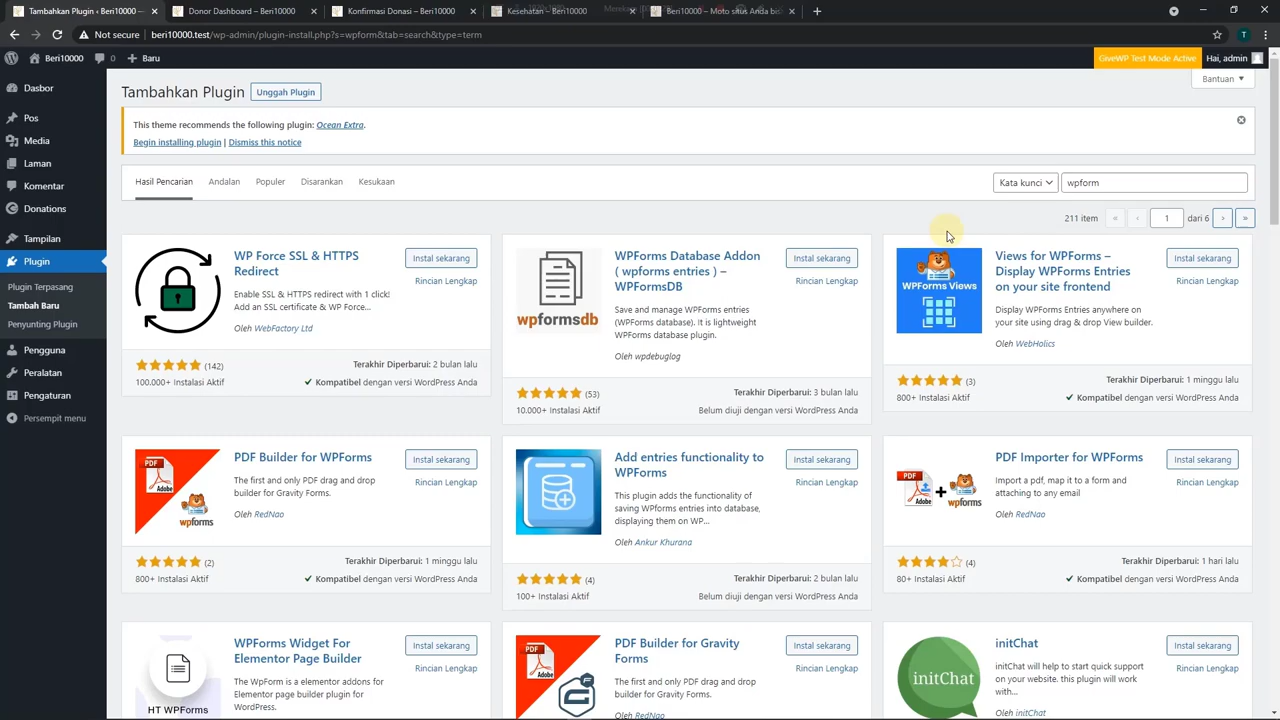 Tambahkan Plugin ‹ Beri10000 -
Donor Dashboard – Beri10000
Konfirmasi Donasi – Beri10000
Kesehatan – Beri10000
Beri10000 – Moto situs Anda bis
Not secure
beri10000.test/wp-admin/plugin-install.php?s=wpform&tab=search&type=term
T
Beri10000
0
Baru
GiveWP Test Mode Active
Hai, admin
Dasbor
Pos
Media
Laman
Komentar
Donations
Tampilan
Plugin
Plugin Terpasang
Tambah Baru
Penyunting Plugin
Pengguna
Peralatan
Pengaturan
Persempit menu
Bantuan ▼
Tambahkan Plugin
Unggah Plugin
This theme recommends the following plugin: Ocean Extra.
Begin installing plugin | Dismiss this notice
Hasil Pencarian
Andalan
Populer
Disarankan
Kesukaan
Kata kunci
wpform
211 item
«
‹
1
dari 6
›
»
WP Force SSL & HTTPS
Redirect
Instal sekarang
Rincian Lengkap
Enable SSL & HTTPS redirect with 1 click!
Add an SSL certificate & WP Force...
Oleh WebFactory Ltd
(142)
Terakhir Diperbarui: 2 bulan lalu
100.000+ Instalasi Aktif
Kompatibel dengan versi WordPress Anda
wpformsdb
WPForms Database Addon
( wpforms entries ) –
WPFormsDB
Instal sekarang
Rincian Lengkap
Save and manage WPForms entries
(WPForms database). It is lightweight
WPForms database plugin.
Oleh wpdebuglog
(53)
Terakhir Diperbarui: 3 bulan lalu
10.000+ Instalasi Aktif
Belum diuji dengan versi WordPress Anda
WPForms Views
Views for WPForms –
Display WPForms Entries
on your site frontend
Instal sekarang
Rincian Lengkap
Display WPForms Entries anywhere on
your site using drag & drop View builder.
Oleh WebHolics
(3)
Terakhir Diperbarui: 1 minggu lalu
800+ Instalasi Aktif
Kompatibel dengan versi WordPress Anda
PDF
Adobe
wpforms
PDF Builder for WPForms
Instal sekarang
Rincian Lengkap
The first and only PDF drag and drop
builder for Gravity Forms.
Oleh RedNao
(2)
Terakhir Diperbarui: 1 minggu lalu
800+ Instalasi Aktif
Kompatibel dengan versi WordPress Anda
Add entries functionality to
WPForms
Instal sekarang
Rincian Lengkap
This plugin adds the functionality of
saving WPForms entries into database,
displaying them on WP...
Oleh Ankur Khurana
(4)
Terakhir Diperbarui: 2 bulan lalu
100+ Instalasi Aktif
Belum diuji dengan versi WordPress Anda
PDF
Adobe
wpforms
PDF Importer for WPForms
Instal sekarang
Rincian Lengkap
Import a pdf, map it to a form and
attaching to any email
Oleh RedNao
(4)
Terakhir Diperbarui: 1 hari lalu
80+ Instalasi Aktif
Kompatibel dengan versi WordPress Anda
HT WPForms
WPForms Widget For
Elementor Page Builder
Instal sekarang
Rincian Lengkap
The WpForm is a elementor addons for
Elementor page builder plugin for
WordPress.
PDF
Adobe
PDF Builder for Gravity
Forms
Instal sekarang
Rincian Lengkap
The first and only PDF drag and drop
builder for Gravity Forms.
Oleh RedNao
initChat
initChat
Instal sekarang
Rincian Lengkap
initChat will help to start quick support
on your website. this plugin will work
with...
Oleh initChat